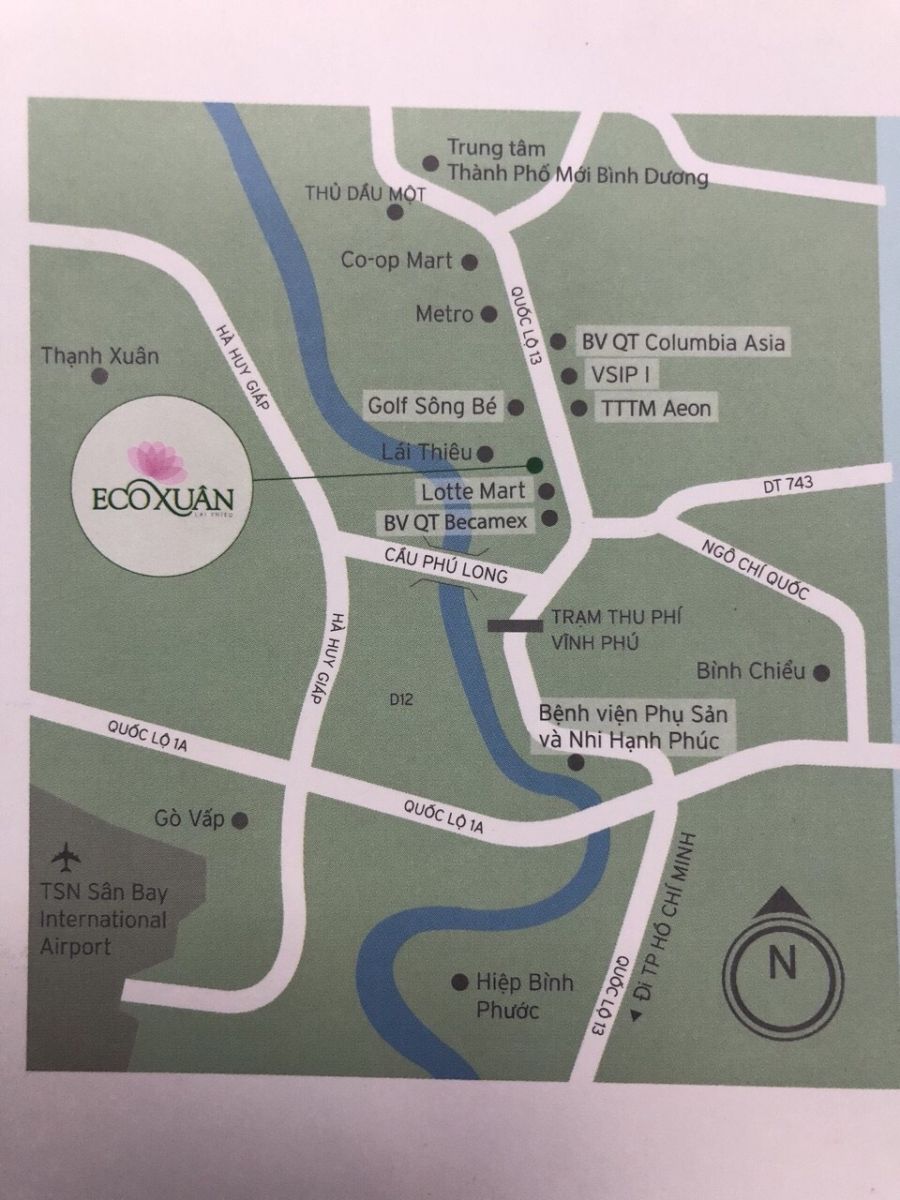 Trung tâm
Thành Phố Mới Bình Dương
THỦ DẦU MỘT
Co-op Mart
Metro
QUỐC LỘ 13
HÀ HUY GIÁP
BV QT Columbia Asia
Thạnh Xuân
VSIP I
Golf Sông Bé
TTTM Aeon
Lái Thiêu
ECOXUÂN
LÁI THIÊU
Lotte Mart
DT 743
BV QT Becamex
CẦU PHÚ LONG
NGÔ CHÍ QUỐC
TRẠM THU PHÍ
VĨNH PHÚ
HÀ HUY GIÁP
Bình Chiểu
D12
Bệnh viện Phụ Sản
và Nhi Hạnh Phúc
QUỐC LỘ 1A
Gò Vấp
QUỐC LỘ 1A
TSN Sân Bay
International
Airport
Đi TP HỒ CHÍ MINH
QUỐC LỘ 13
Hiệp Bình
Phước
N